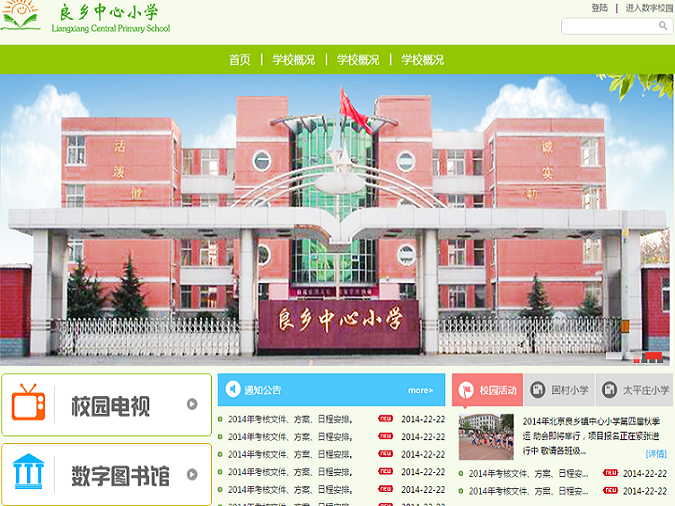 良乡中心小学
Liangxiang Central Primary School
登陆 | 进入数字校园
首页 | 学校概况 | 学校概况 | 学校概况
活泼健
诚实勤
良乡中心小学
校园电视
数字图书馆
通知公告 more>
2014年考核文件、方案、日程安排。 new 2014-22-22
2014年考核文件、方案、日程安排。 new 2014-22-22
2014年考核文件、方案、日程安排。 new 2014-22-22
2014年考核文件、方案、日程安排。 new 2014-22-22
2014年考核文件、方案、日程安排。 new 2014-22-22
校园活动 固村小学 太平庄小学
2014年北京良乡镇中心小学第四届秋季
运 动会即将举行，项目报名正在紧张进
行中 敬请各班级... [详情]
2014年考核文件、方案、日程安... new 2014-22-22
2014年考核文件、方案、日程安... new 2014-22-22